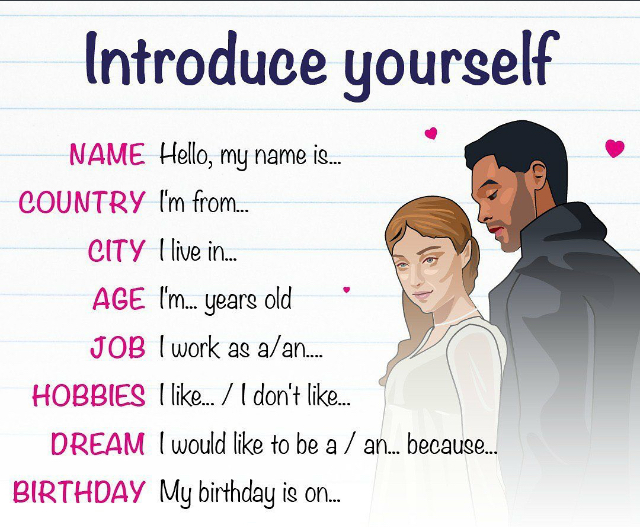 Introduce yourself
NAME Hello, my name is...
COUNTRY I'm from...
CITY I live in...
AGE I'm... years old
JOB I work as a/an....
HOBBIES I like... / I don't like...
DREAM I would like to be a / an... because...
BIRTHDAY My birthday is on...